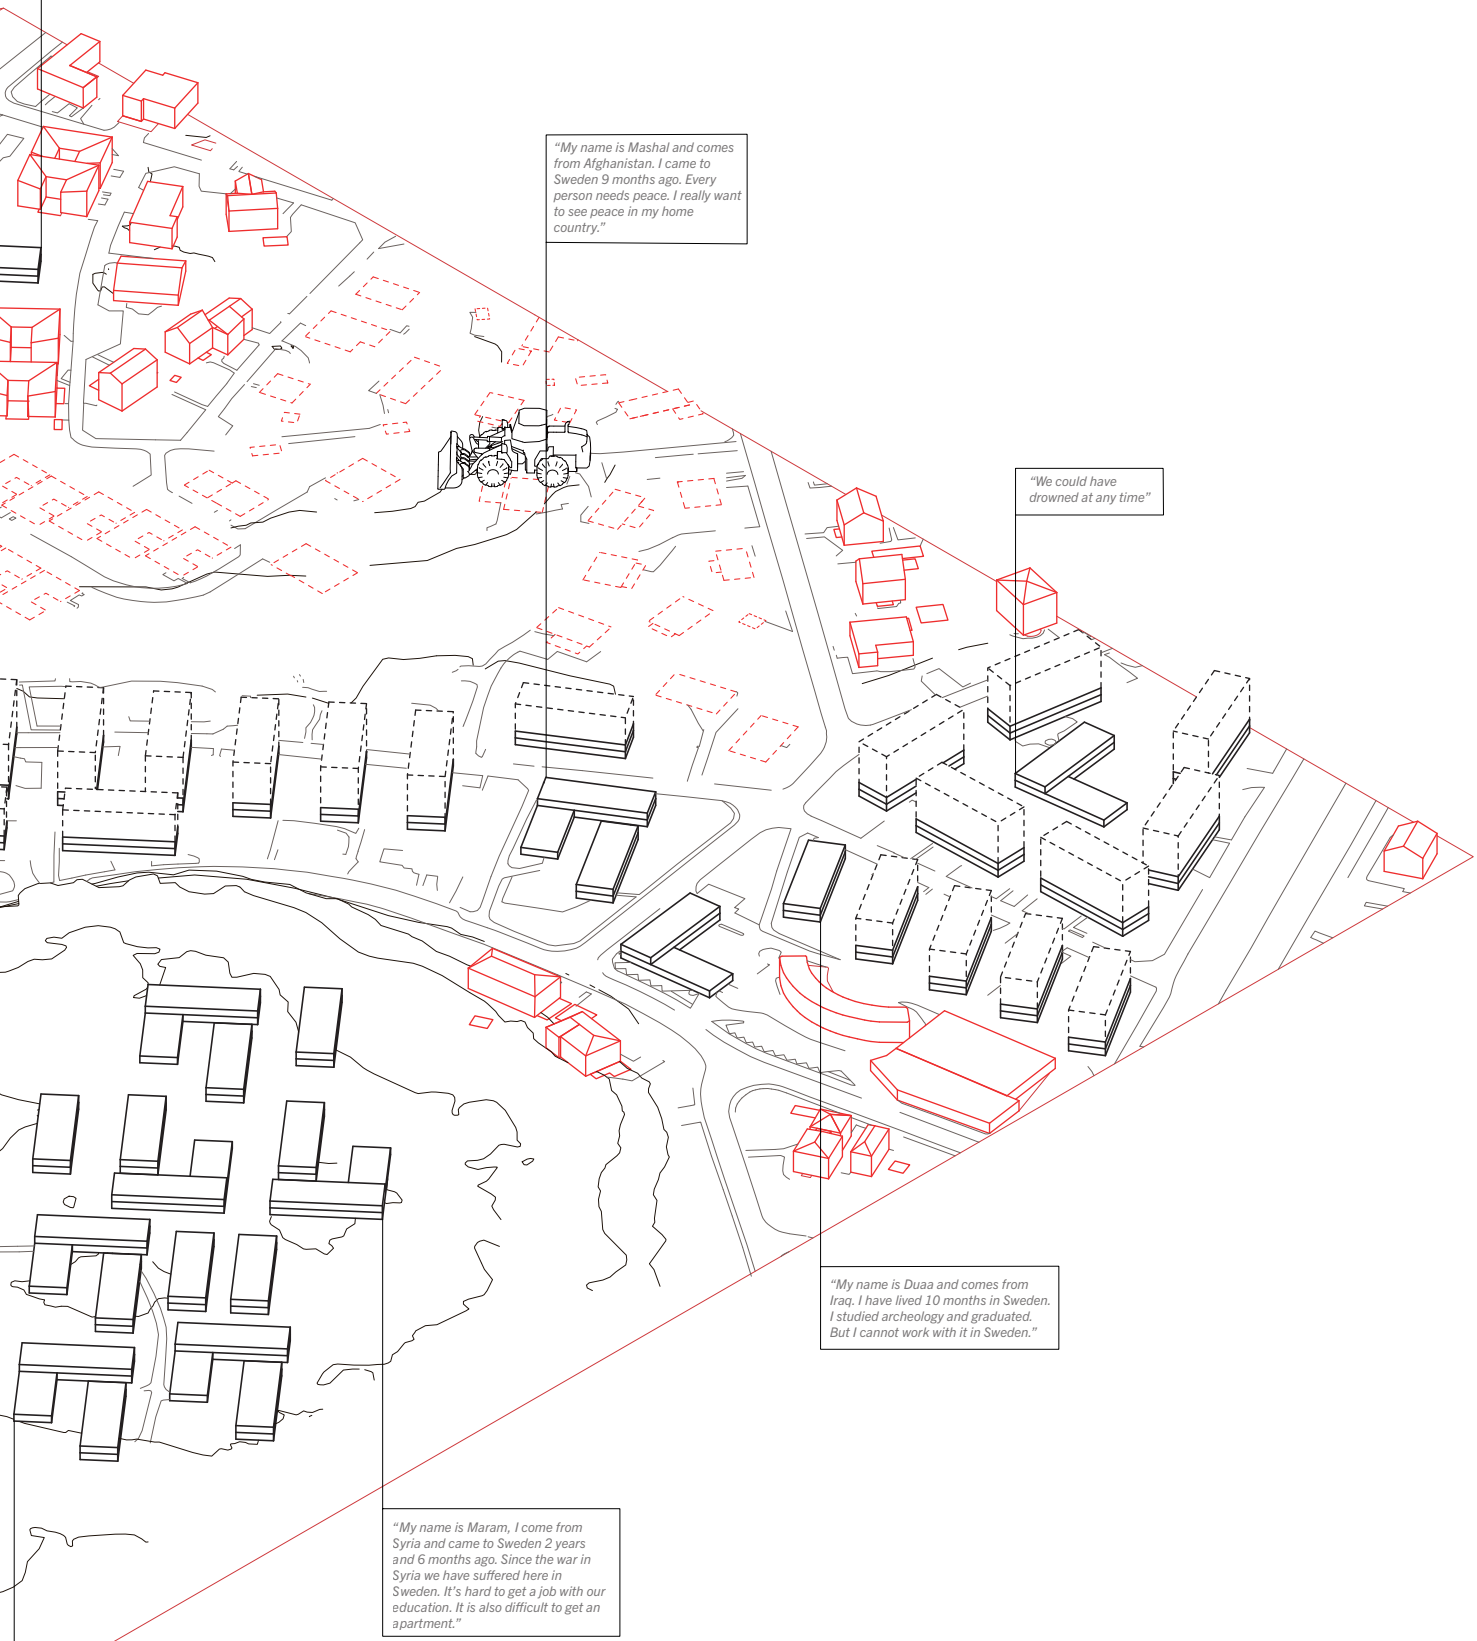 “My name is Mashal and comes
from Afghanistan. I came to
Sweden 9 months ago. Every
person needs peace. I really want
to see peace in my home
country.”
“We could have
drowned at any time”
“My name is Duaa and comes from
Iraq. I have lived 10 months in Sweden.
I studied archeology and graduated.
But I cannot work with it in Sweden.”
“My name is Maram, I come from
Syria and came to Sweden 2 years
and 6 months ago. Since the war in
Syria we have suffered here in
Sweden. It’s hard to get a job with our
education. It is also difficult to get an
apartment.”